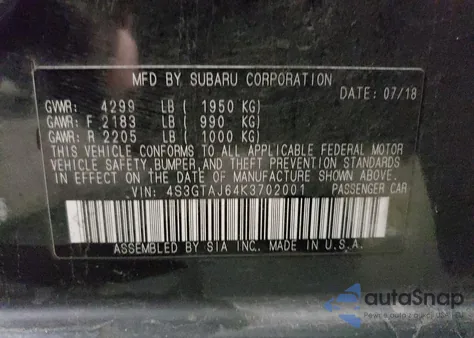 MFD BY SUBARU CORPORATION
DATE: 07/18
GVWR: 4299 LB ( 1950 KG)
GAWR: F 2183 LB ( 990 KG)
GAWR: R 2205 LB ( 1000 KG)
THIS VEHICLE CONFORMS TO ALL APPLICABLE FEDERAL MOTOR
VEHICLE SAFETY, BUMPER, AND THEFT PREVENTION STANDARDS
IN EFFECT ON THE DATE OF MANUFACTURE SHOWN ABOVE.
VIN: 4S3GTAJ64K3702001 PASSENGER CAR
ASSEMBLED BY SIA INC. MADE IN U.S.A.
autoSnap